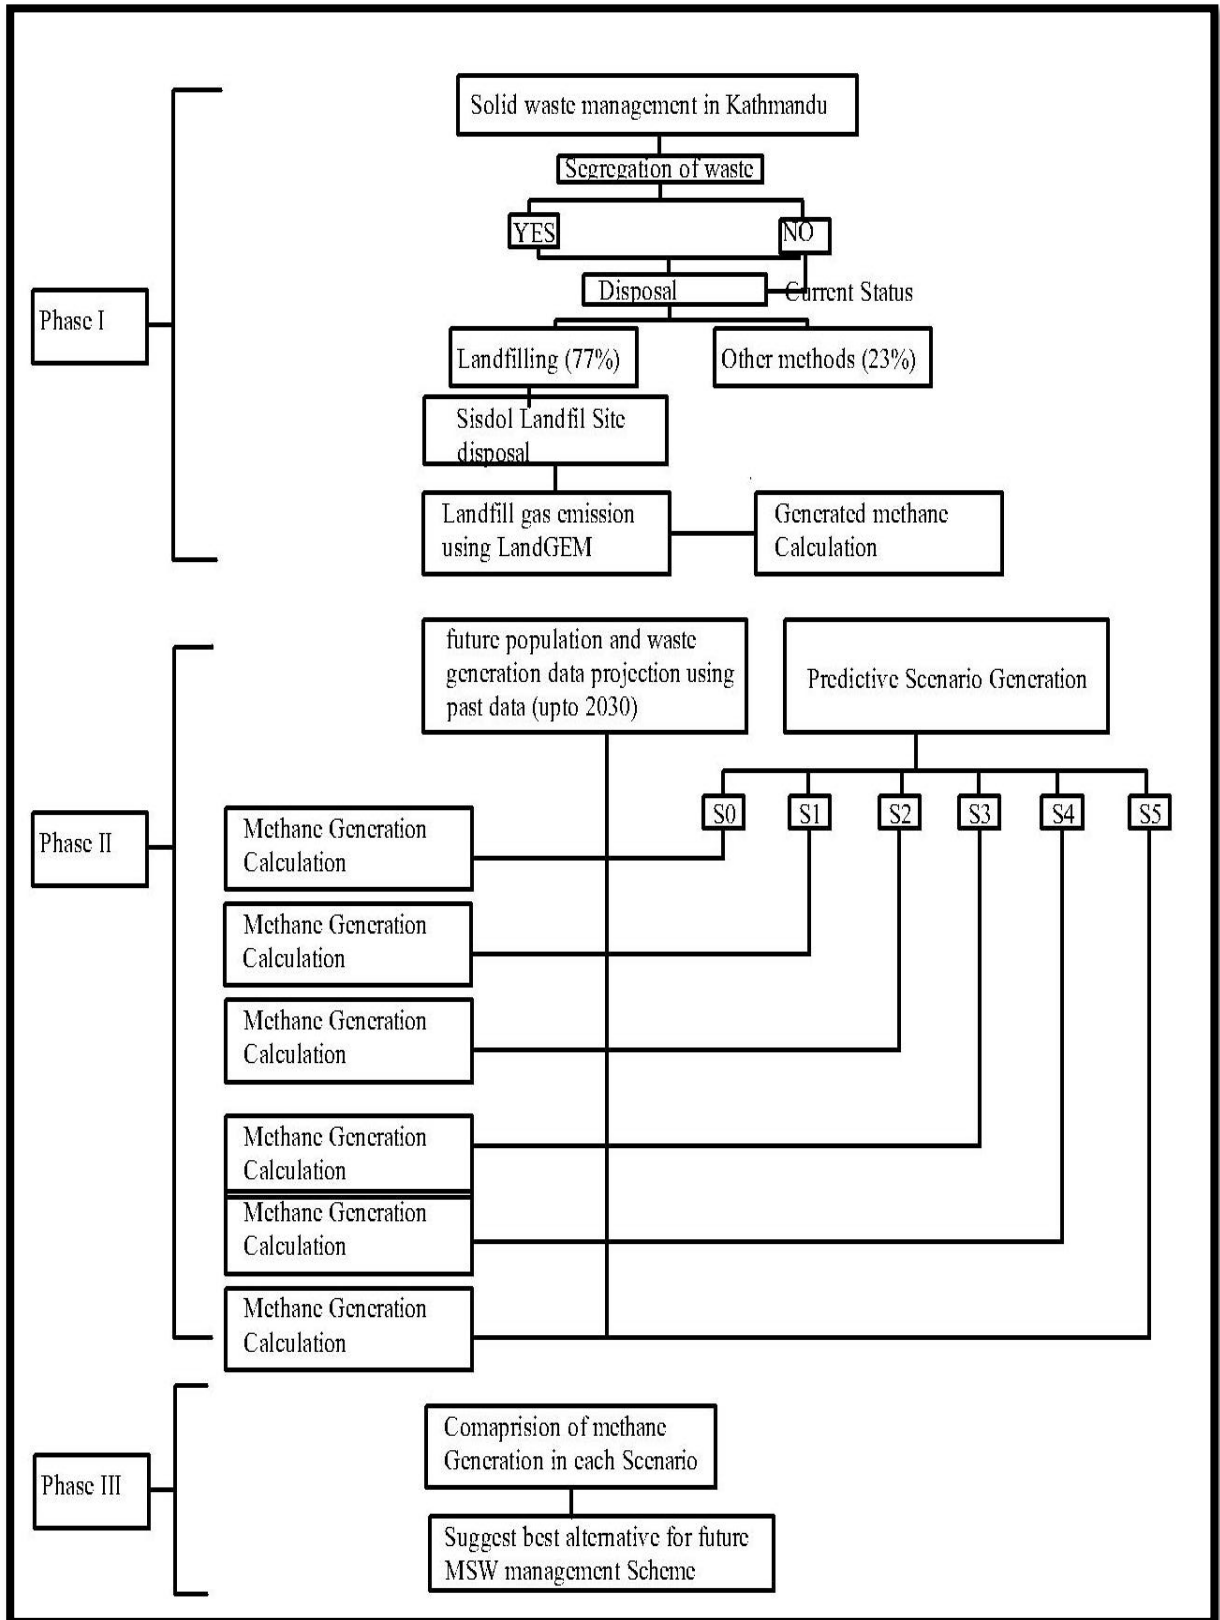 Solid waste management in Kathmandu
Segregation of waste
YES
NO
Disposal
Current Status
Phase I
Landfilling (77%)
Other methods (23%)
Sisdol Landfil Site
disposal
Landfill gas emission
using LandGEM
Generated methane
Calculation
future population and waste
generation data projection using
past data (upto 2030)
Predictive Scenario Generation
S0
S1
S2
S3
S4
S5
Phase II
Methane Generation
Calculation
Methane Generation
Calculation
Methane Generation
Calculation
Methane Generation
Calculation
Methane Generation
Calculation
Methane Generation
Calculation
Phase III
Comaprision of methane
Generation in each Scenario
Suggest best alternative for future
MSW management Scheme